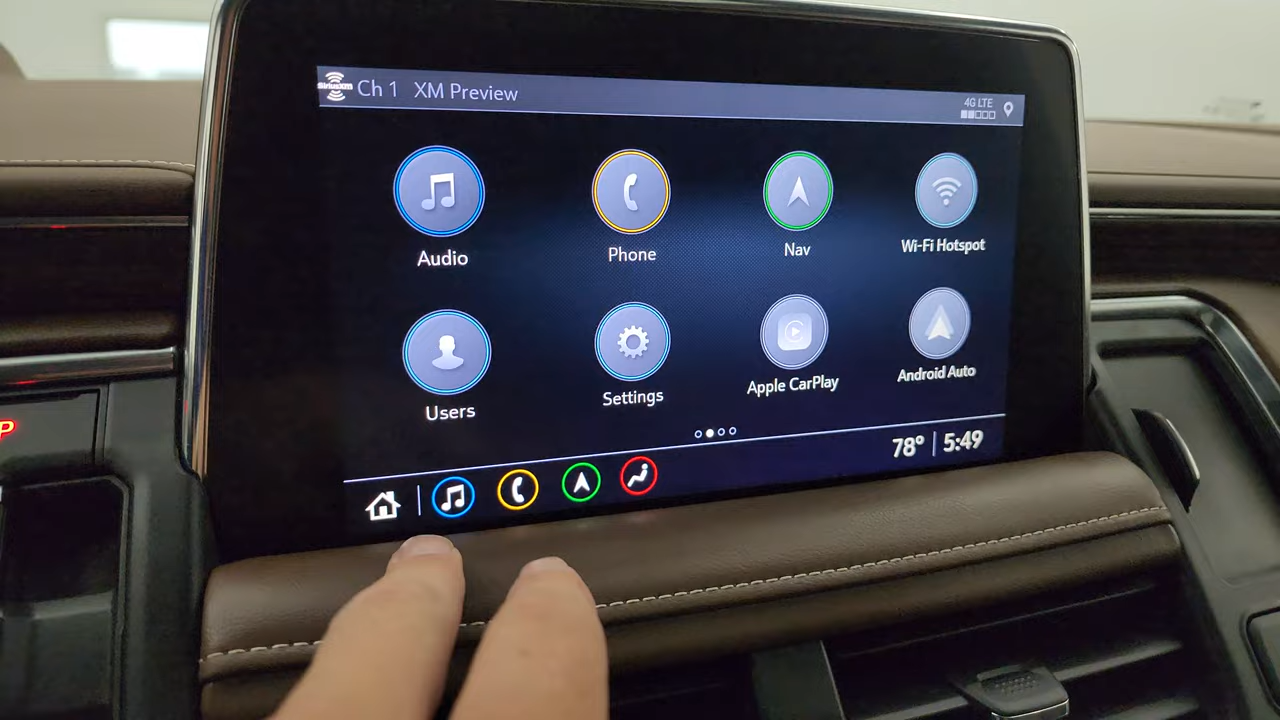 SiriusXM Ch 1 XM Preview
4G LTE
Audio Phone Nav Wi-Fi Hotspot
Users Settings Apple CarPlay Android Auto
78° 5:49
P